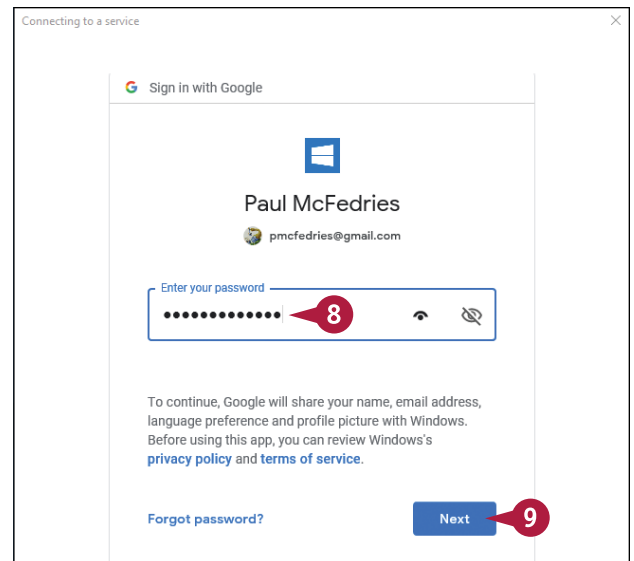 Connecting to a service
Sign in with Google
Paul McFedries
pmcfedries@gmail.com
Enter your password
•••••••••••••
8
To continue, Google will share your name, email address,
language preference and profile picture with Windows.
Before using this app, you can review Windows's
privacy policy and terms of service.
Forgot password?
Next
9